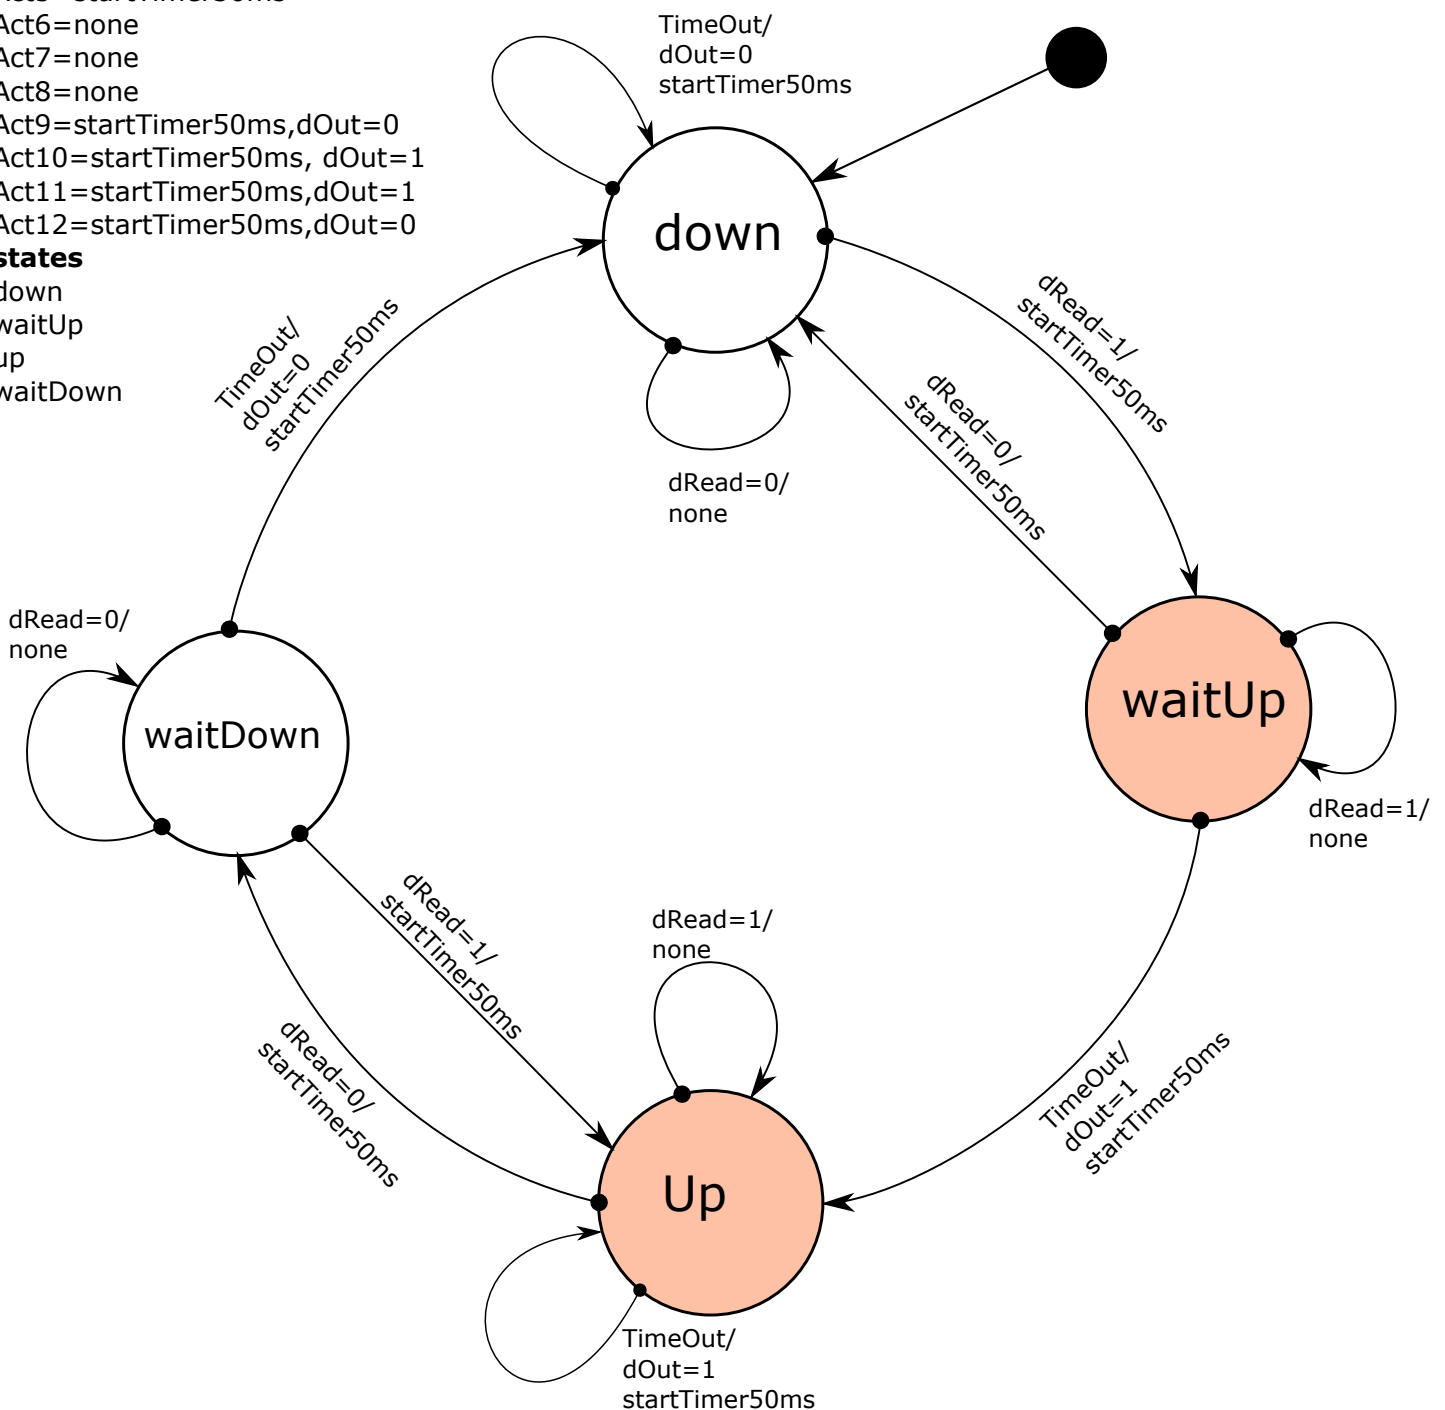 Act6=none
Act7=none
Act8=none
Act9=startTimer50ms,dOut=0
Act10=startTimer50ms, dOut=1
Act11=startTimer50ms,dOut=1
Act12=startTimer50ms,dOut=0
states
down
waitUp
up
waitDown
TimeOut/
dOut=0
startTimer50ms
down
dRead=0/
none
TimeOut/
dOut=0
startTimer50ms
dRead=1/
startTimer50ms
dRead=0/
startTimer50ms
dRead=0/
none
waitDown
waitUp
dRead=1/
none
dRead=1/
startTimer50ms
dRead=0/
startTimer50ms
dRead=1/
none
TimeOut/
dOut=1
startTimer50ms
Up
TimeOut/
dOut=1
startTimer50ms